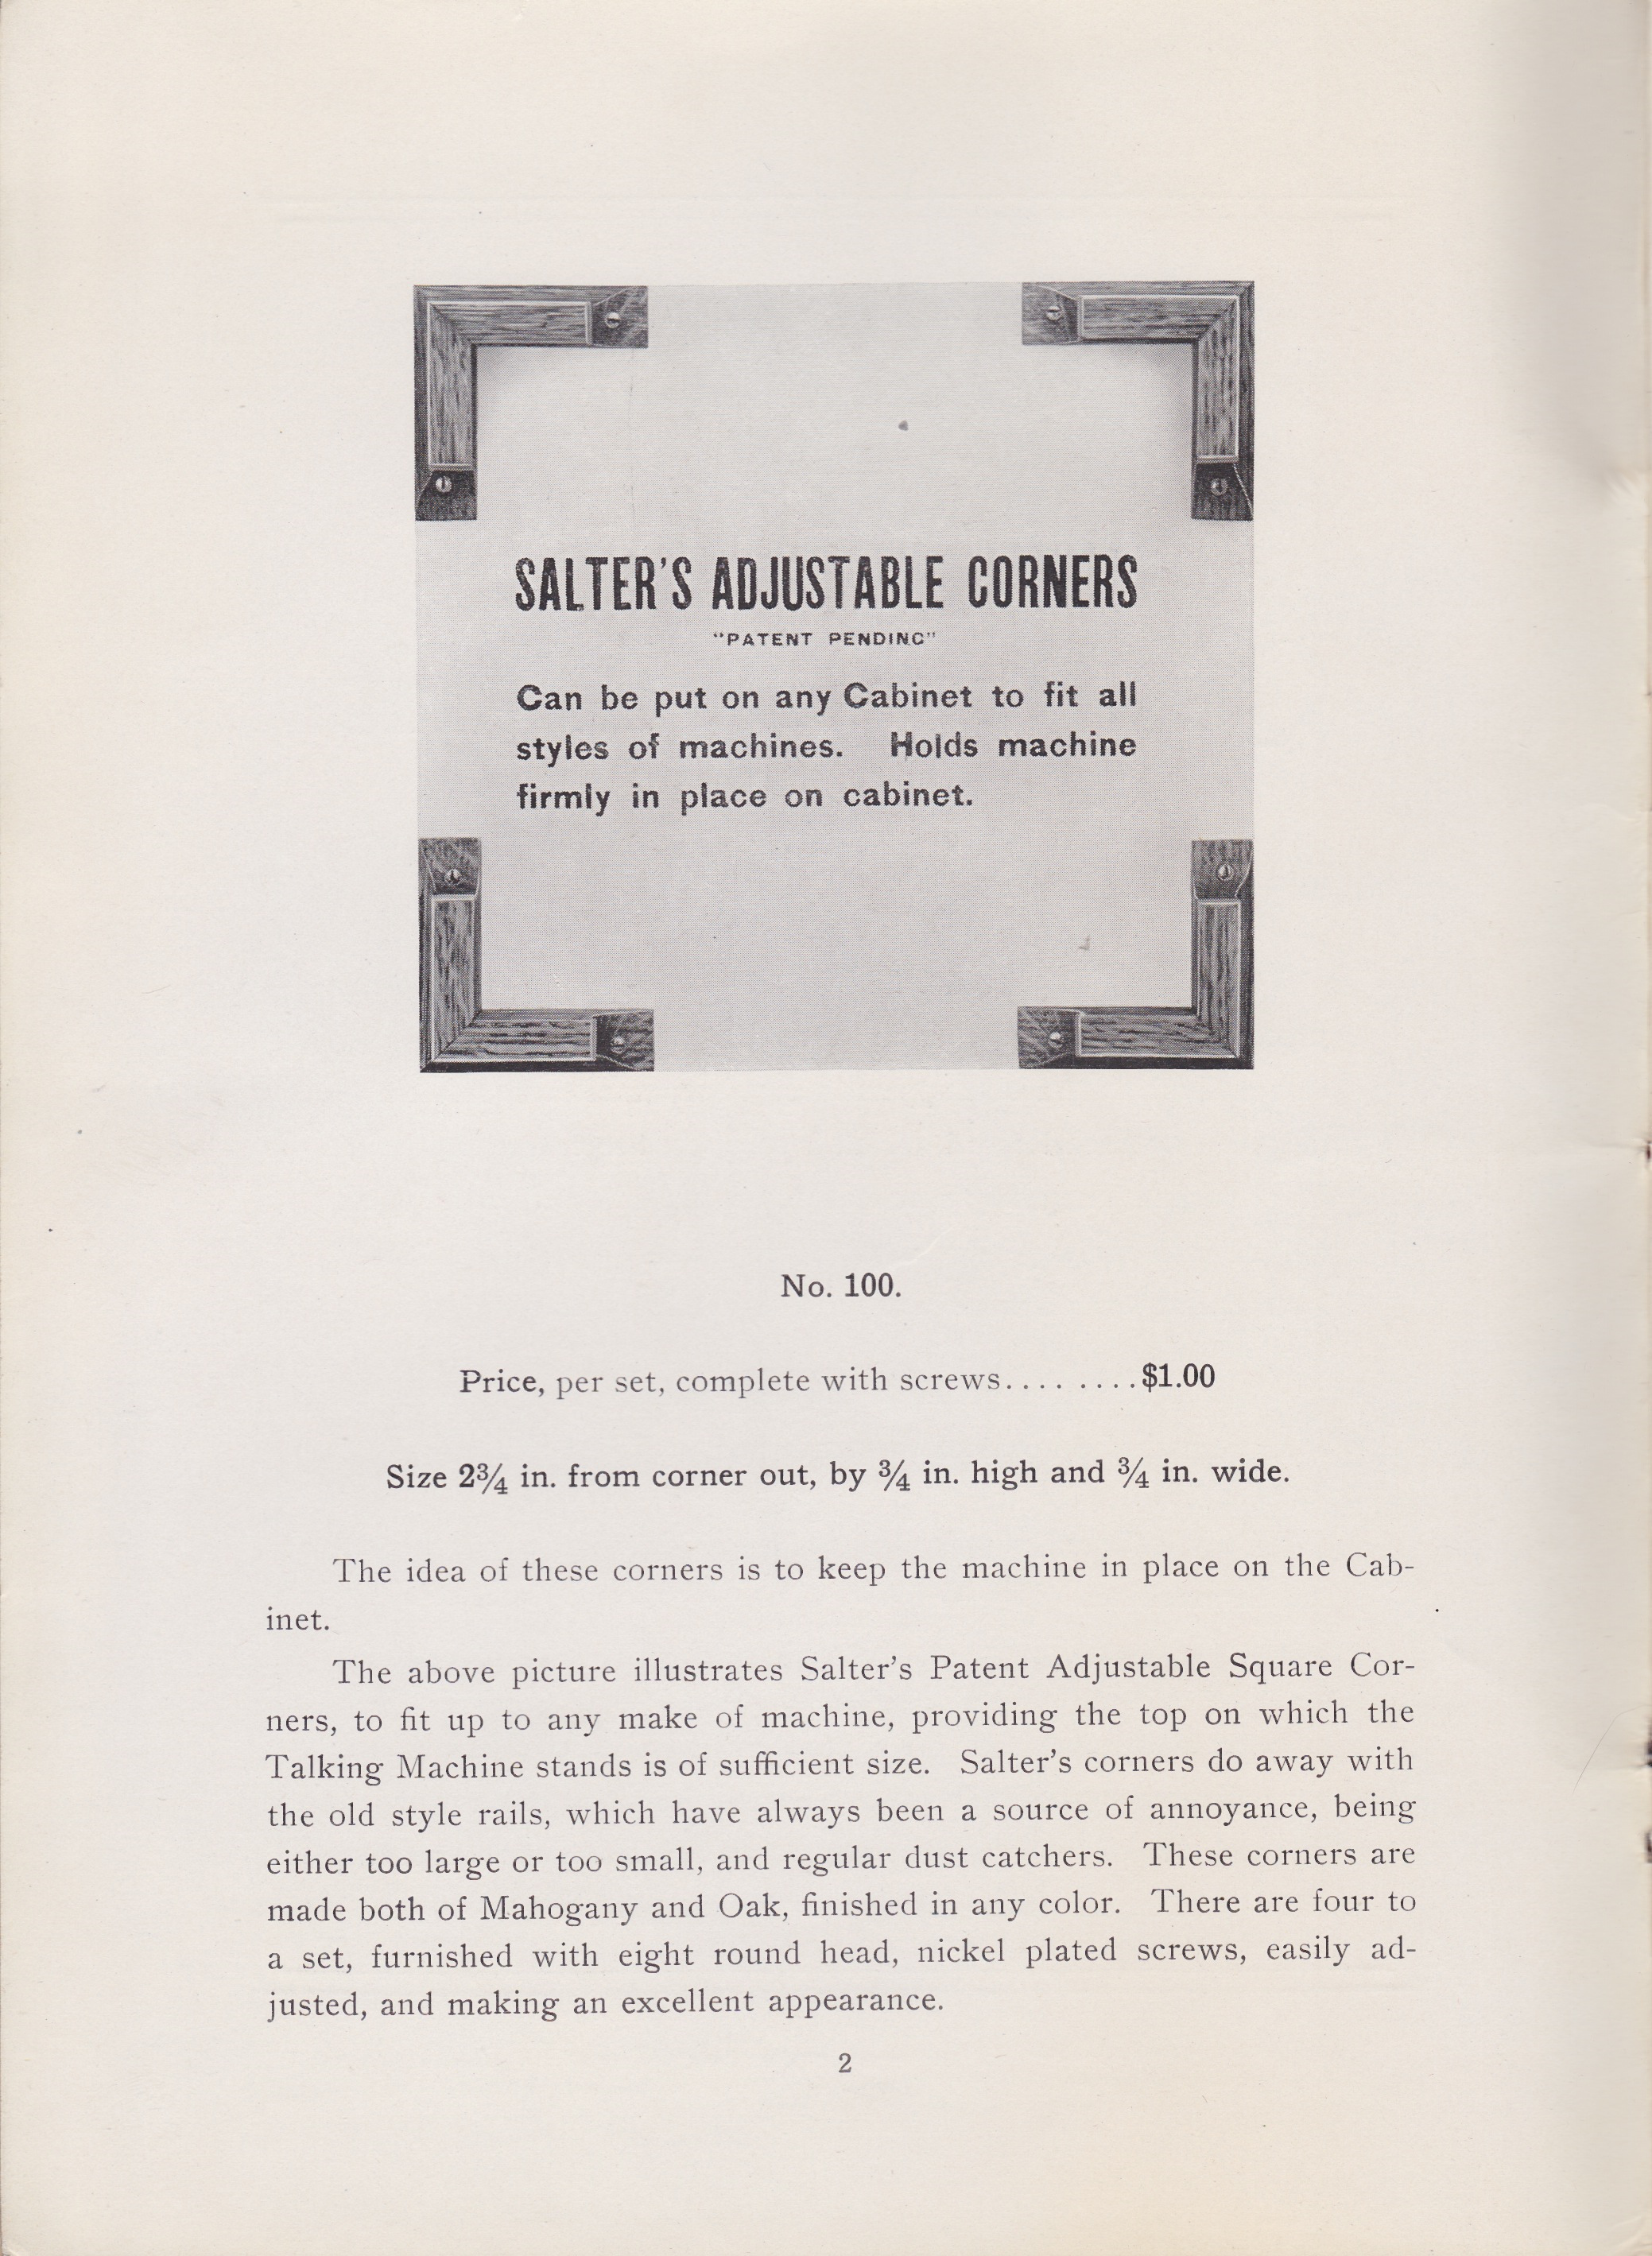 SALTER'S ADJUSTABLE CORNERS
"PATENT PENDING"
Can be put on any Cabinet to fit all
styles of machines. Holds machine
firmly in place on cabinet.
No. 100.
Price, per set, complete with screws.... ....$1.00
Size 2¾ in. from corner out, by ¾ in. high and ¾ in. wide.
The idea of these corners is to keep the machine in place on the Cab-
inet.
The above picture illustrates Salter's Patent Adjustable Square Cor-
ners, to fit up to any make of machine, providing the top on which the
Talking Machine stands is of sufficient size. Salter's corners do away with
the old style rails, which have always been a source of annoyance, being
either too large or too small, and regular dust catchers. These corners are
made both of Mahogany and Oak, finished in any color. There are four to
a set, furnished with eight round head, nickel plated screws, easily ad-
justed, and making an excellent appearance.
2